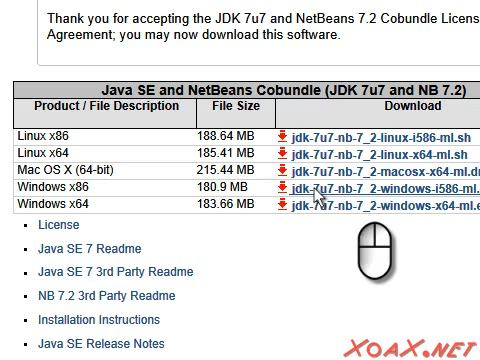 Thank you for accepting the JDK 7u7 and NetBeans 7.2 Cobundle Licens
Agreement; you may now download this software.
Java SE and NetBeans Cobundle (JDK 7u7 and NB 7.2)
Product / File Description File Size Download
Linux x86 188.64 MB jdk-7u7-nb-7_2-linux-i586-ml.sh
Linux x64 185.41 MB jdk-7u7-nb-7_2-linux-x64-ml.sh
Mac OS X (64-bit) 215.44 MB jdk-7u7-nb-7_2-macosx-x64-ml.d
Windows x86 180.9 MB jdk-7u7-nb-7_2-windows-i586-ml.
Windows x64 183.66 MB jdk-7u7-nb-7_2-windows-x64-ml.e
License
Java SE 7 Readme
Java SE 7 3rd Party Readme
NB 7.2 3rd Party Readme
Installation Instructions
Java SE Release Notes
XOAX.NET